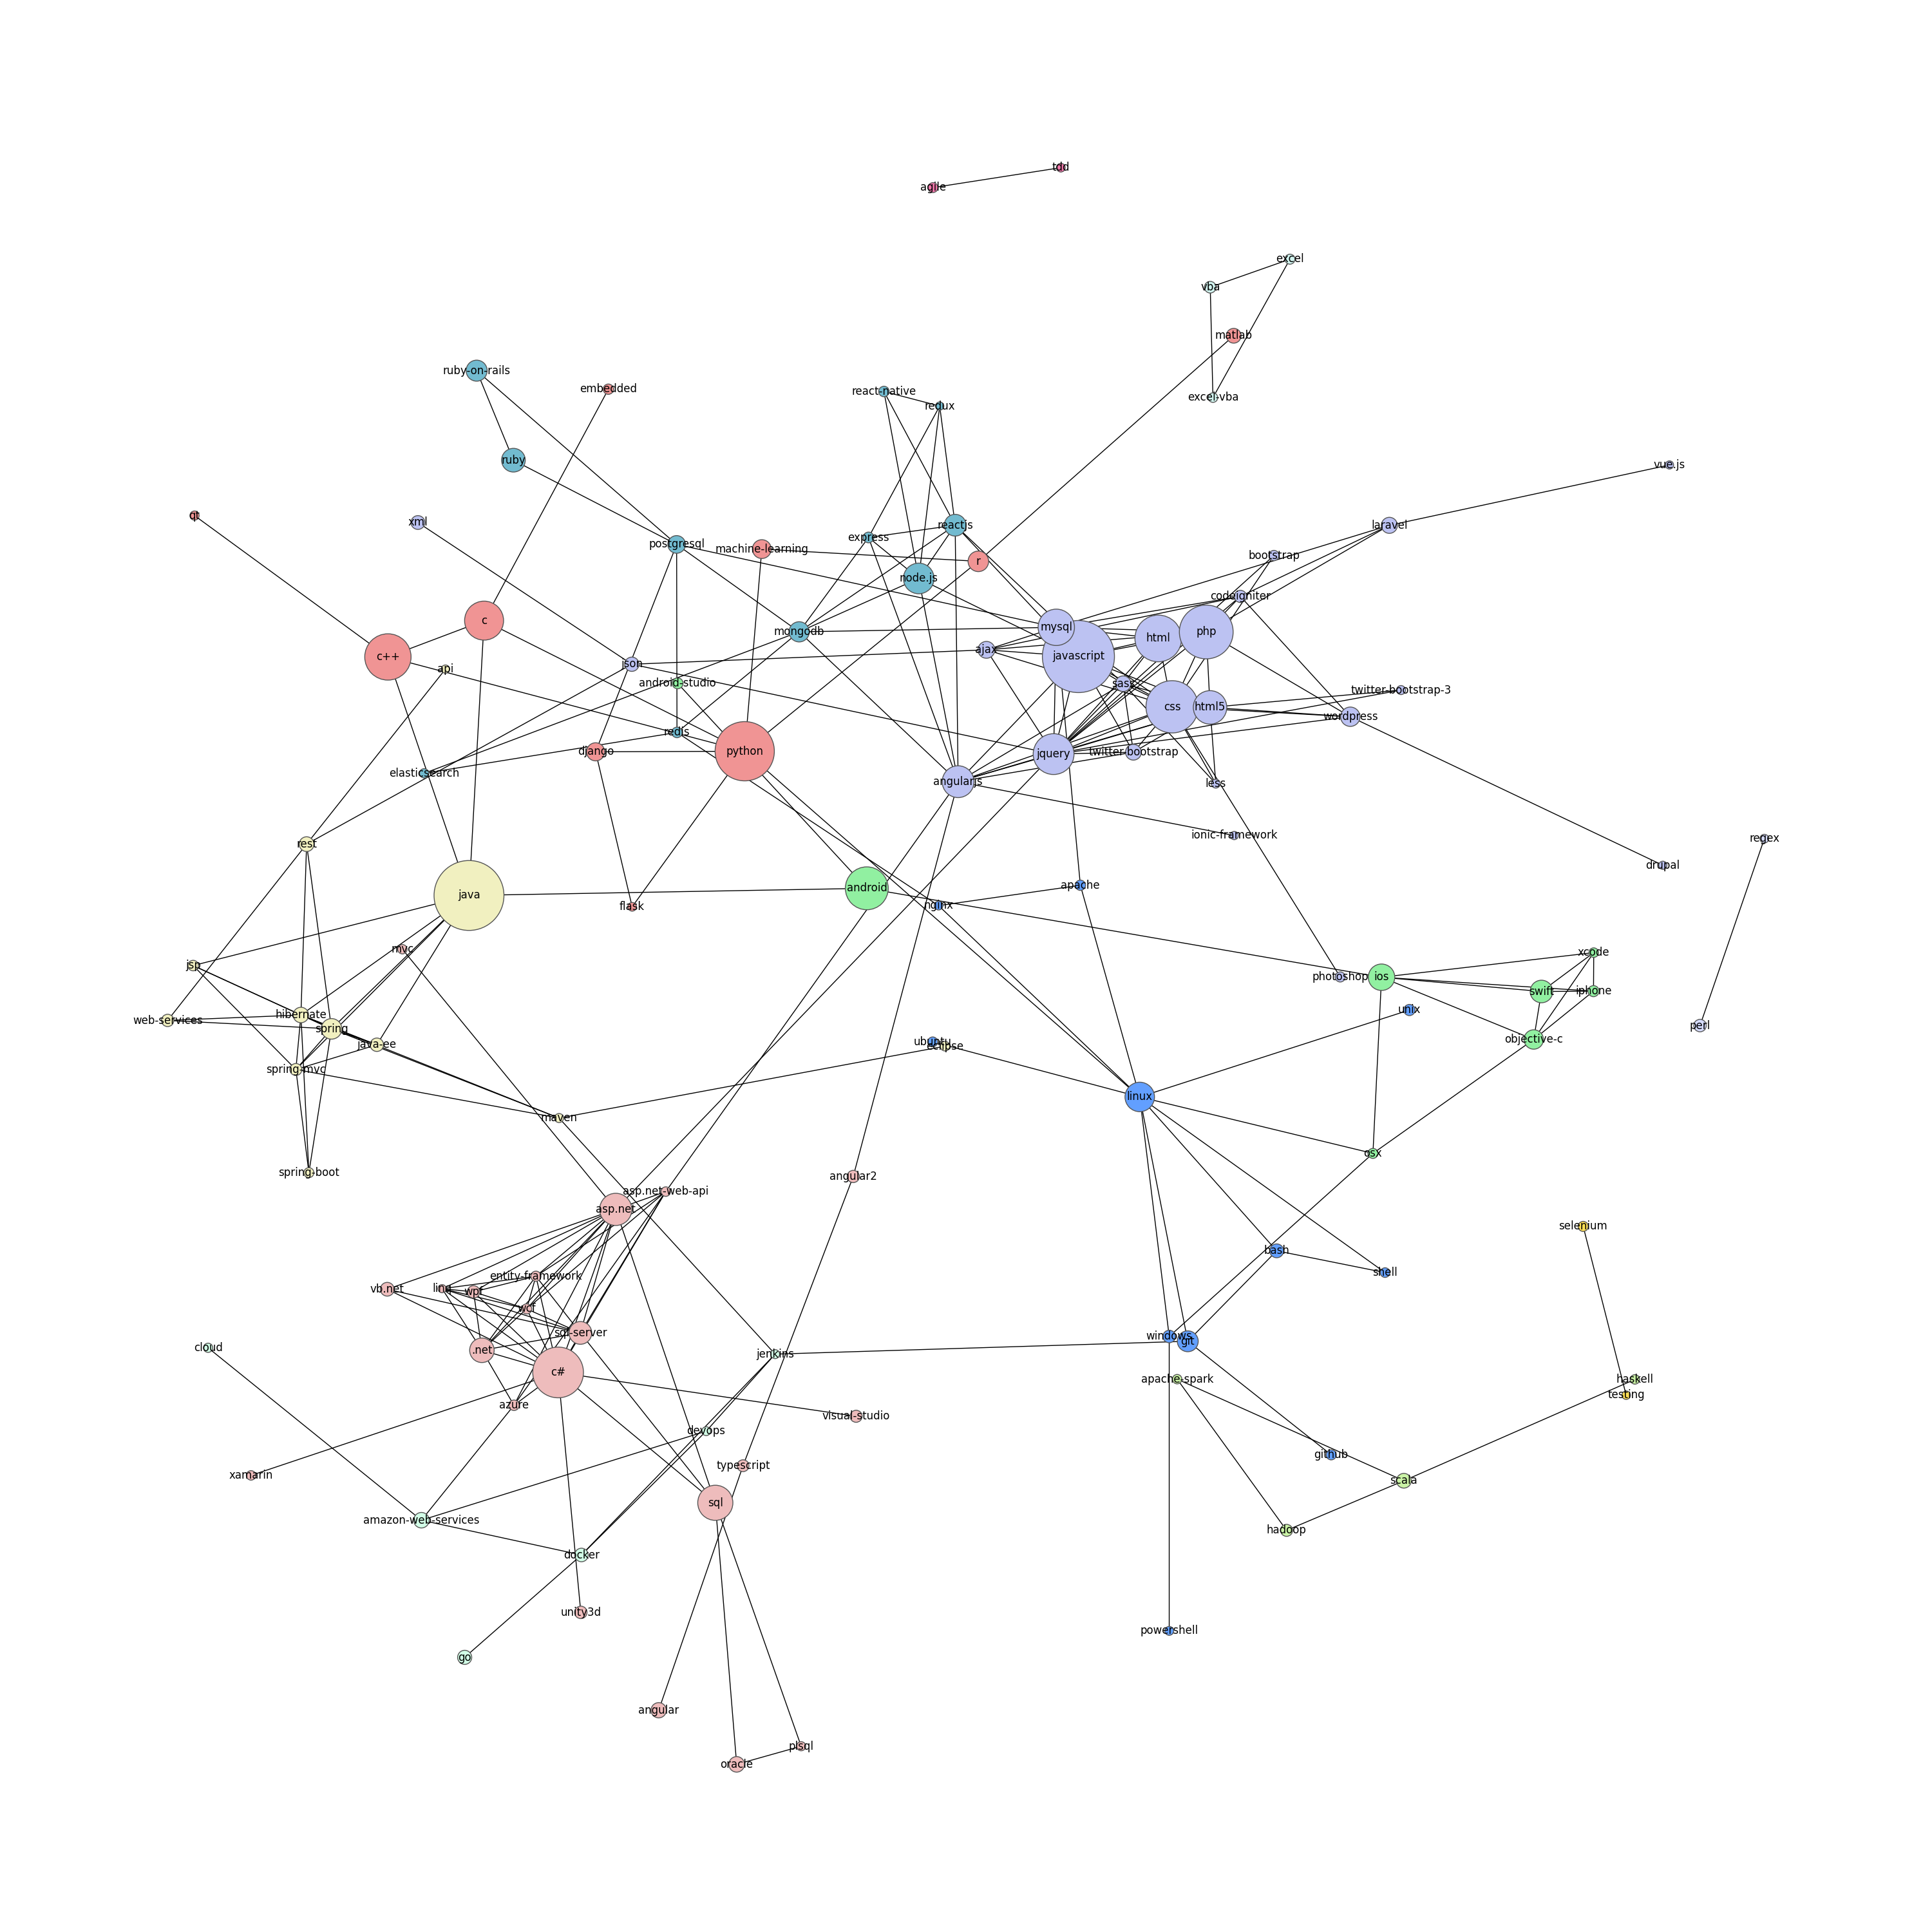 tdd
agile
excel
vba
matlab
ruby-on-rails
embedded
react-native
excel-vba
redux
ruby
vue.js
qt
xml
reactjs
laravel
express
postgresql
machine-learning
bootstrap
r
node.js
codeigniter
c
mysql
mongodb
php
html
ajax
c++
javascript
json
api
android-studio
sass
twitter-bootstrap-3
css
html5
wordpress
redis
django
python
jquery
twitter-bootstrap
elasticsearch
angularjs
less
ionic-framework
regex
rest
drupal
apache
android
java
flask
nginx
mvc
xcode
jsp
photoshop
ios
swift
iphone
unix
hibernate
web-services
perl
spring
objective-c
ubuntu
java-ee
eclipse
spring-mvc
linux
maven
osx
spring-boot
angular2
asp.net-web-api
asp.net
selenium
bash
shell
entity-framework
vb.net
linq
wpf
wcf
sql-server
windows
git
cloud
.net
jenkins
c#
apache-spark
haskell
testing
azure
visual-studio
devops
github
typescript
xamarin
scala
sql
amazon-web-services
hadoop
docker
unity3d
powershell
go
angular
plsql
oracle